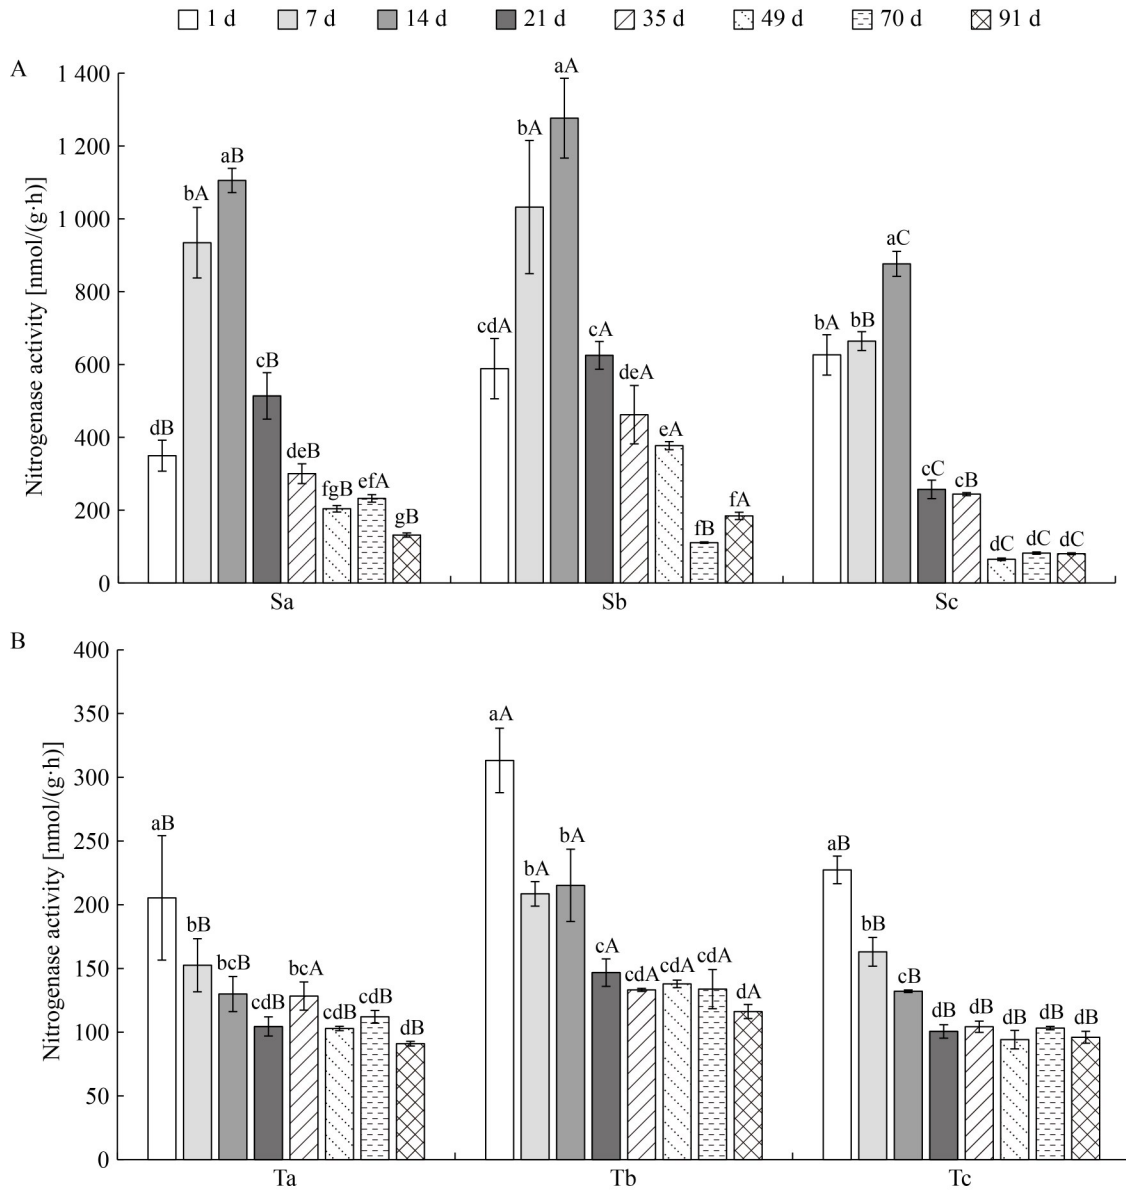 1 d 7 d 14 d 21 d 35 d 49 d 70 d 91 d
A
Nitrogenase activity [nmol/(g·h)]
1 400
1 200
1 000
800
600
400
200
0
dB bA aB cB deB fgB efA gB
cdA bA aA cA deA eA fB fA
bA bB aC cC cB dC dC dC
Sa Sb Sc
B
Nitrogenase activity [nmol/(g·h)]
400
350
300
250
200
150
100
50
0
aB bB bcB cdB bcA cdB cdB dB
aA bA bA cA cdA cdA cdA dA
aB bB cB dB dB dB dB dB
Ta Tb Tc